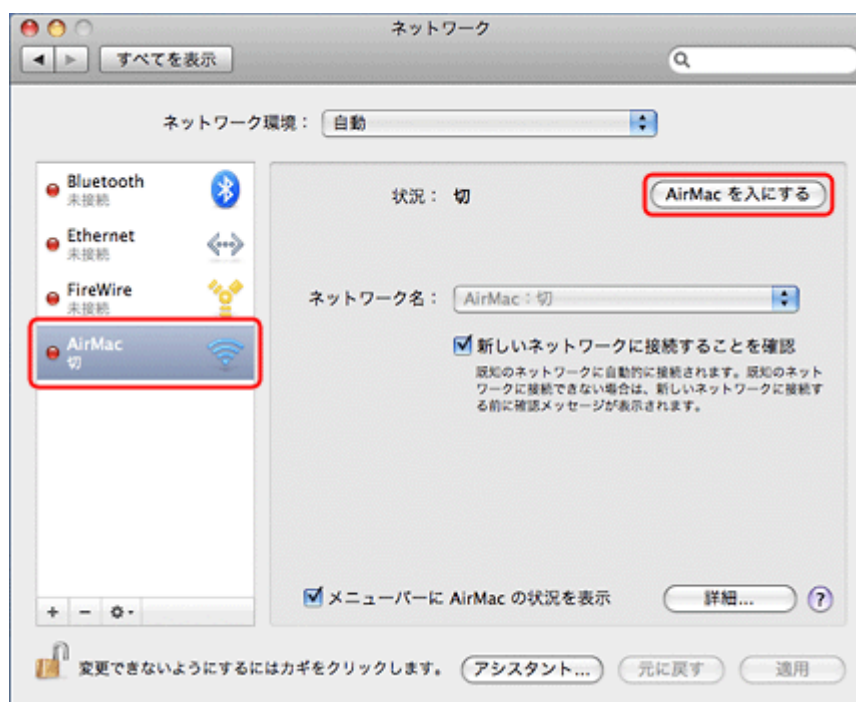 ネットワーク
すべてを表示
ネットワーク環境： 自動
Bluetooth
未接続
Ethernet
未接続
FireWire
未接続
AirMac
切
状況： 切
AirMac を入にする
ネットワーク名： AirMac：切
新しいネットワークに接続することを確認
既知のネットワークに自動的に接続されます。既知のネット
ワークに接続できない場合は、新しいネットワークに接続す
る前に確認メッセージが表示されます。
メニューバーに AirMac の状況を表示
詳細...
?
変更できないようにするにはカギをクリックします。
アシスタント...
元に戻す
適用